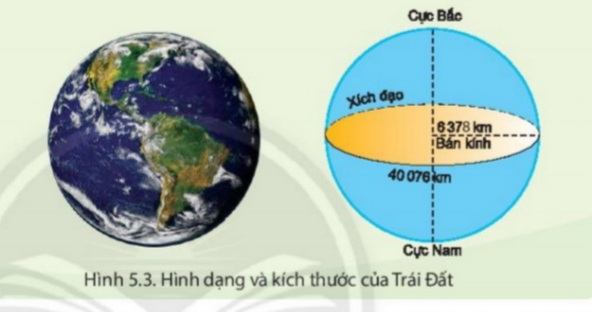 Cực Bắc
Xích đạo
6 378 km
Bán kính
40 076 km
Cực Nam
Hình 5.3. Hình dạng và kích thước của Trái Đất